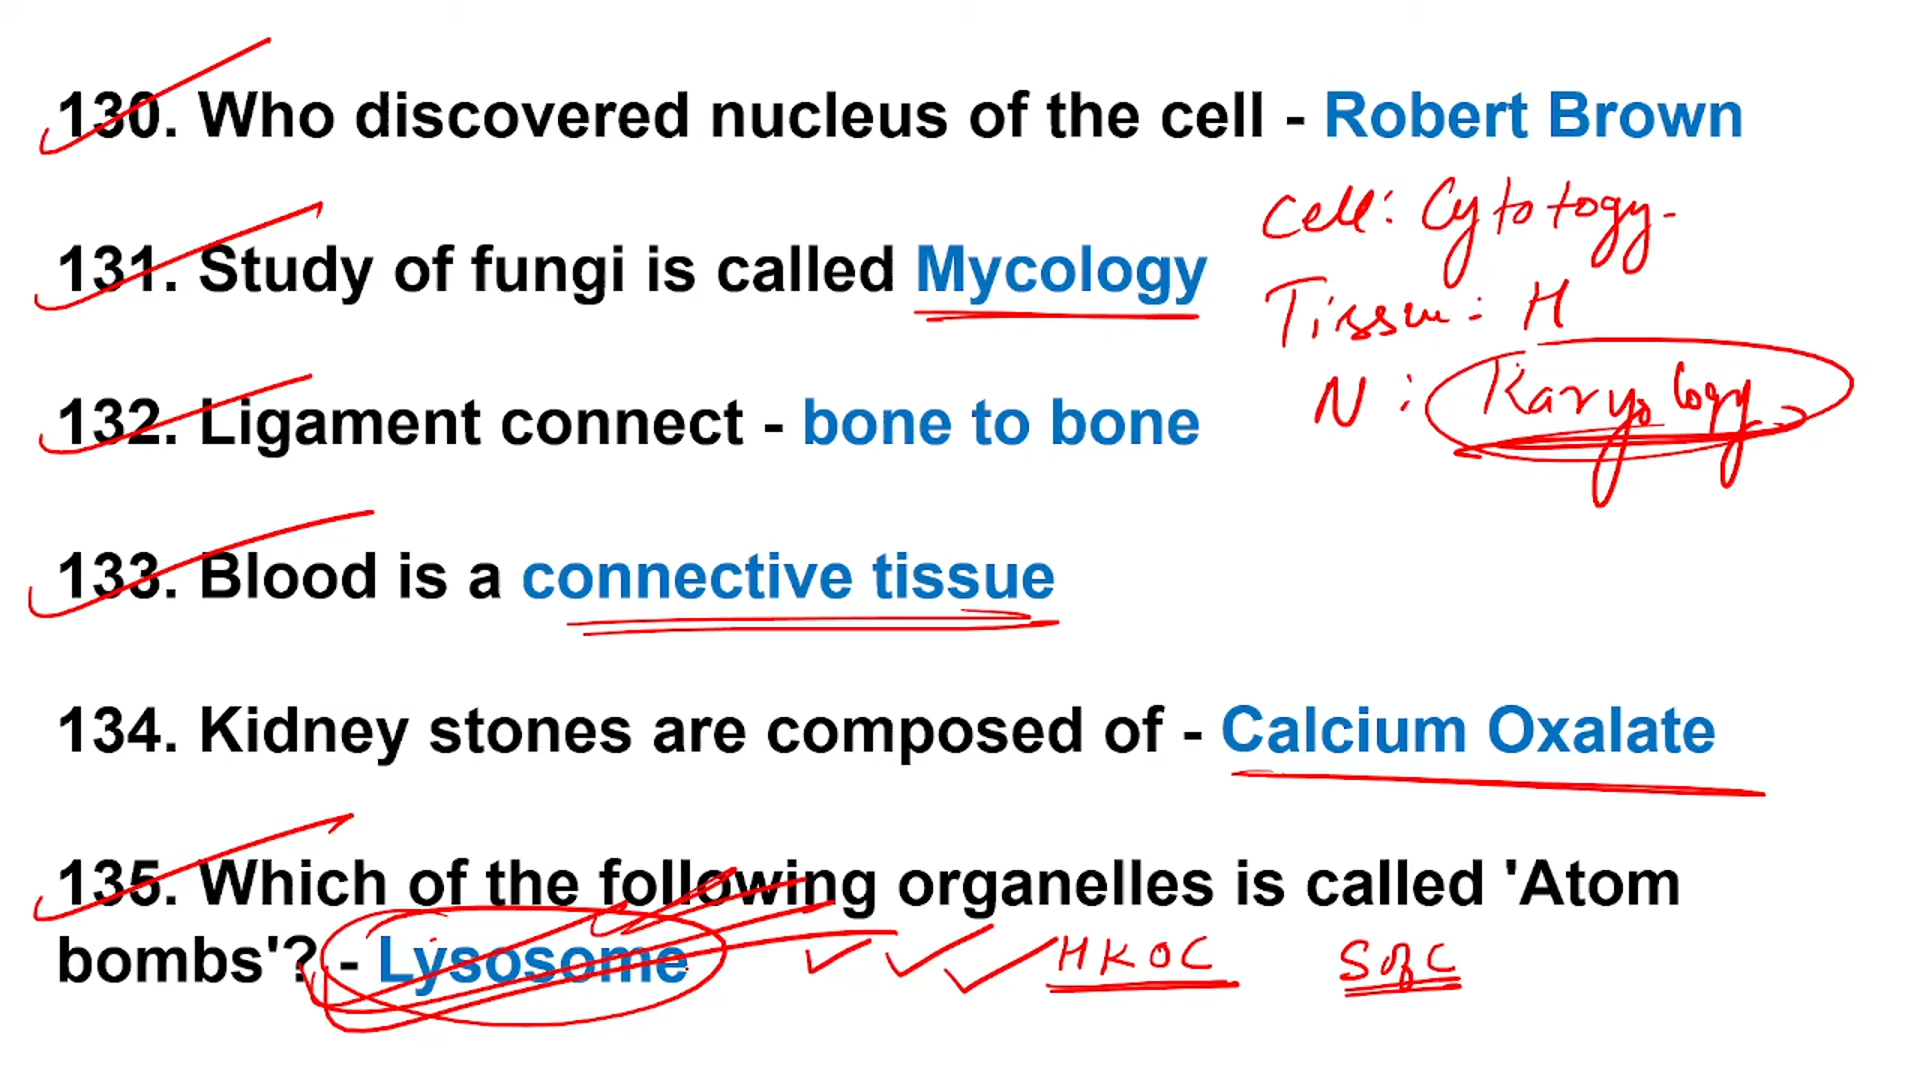 130. Who discovered nucleus of the cell - Robert Brown
Cell: Cytotogy.
131. Study of fungi is called Mycology
Tissue: H
N: Karyology
132. Ligament connect - bone to bone
133. Blood is a connective tissue
134. Kidney stones are composed of - Calcium Oxalate
135. Which of the following organelles is called 'Atom
bombs'? - Lysosome HKOC SofC